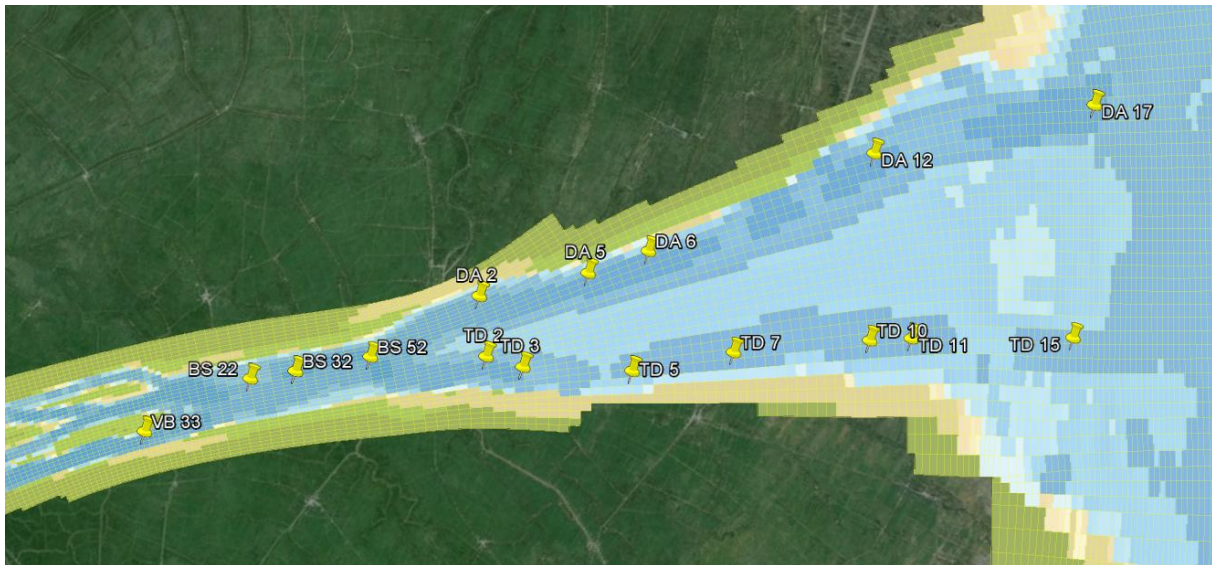 DA 17
DA 12
DA 6
DA 5
DA 2
TD 10
TD 2
TD 11
TD 15
TD 3
TD 7
BS 52
BS 32
BS 22
TD 5
VB 33